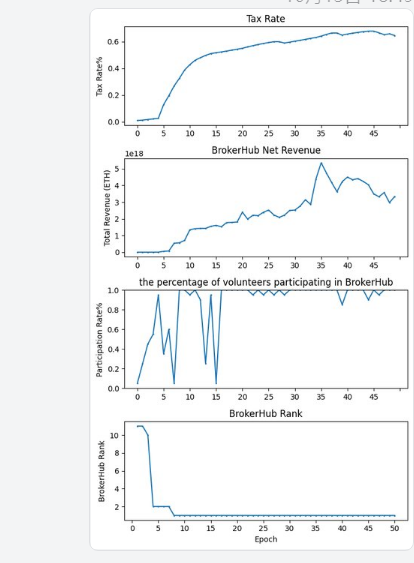 Tax Rate
Tax Rate%
0.6
0.4
0.2
0.0
0 5 10 15 20 25 30 35 40 45
BrokerHub Net Revenue
1e18
Total Revenue (ETH)
5
4
3
2
1
0
0 5 10 15 20 25 30 35 40 45
the percentage of volunteers participating in BrokerHub
Participation Rate%
1.0
0.8
0.6
0.4
0.2
0.0
0 5 10 15 20 25 30 35 40 45
BrokerHub Rank
BrokerHub Rank
10
8
6
4
2
0 5 10 15 20 25 30 35 40 45 50
Epoch